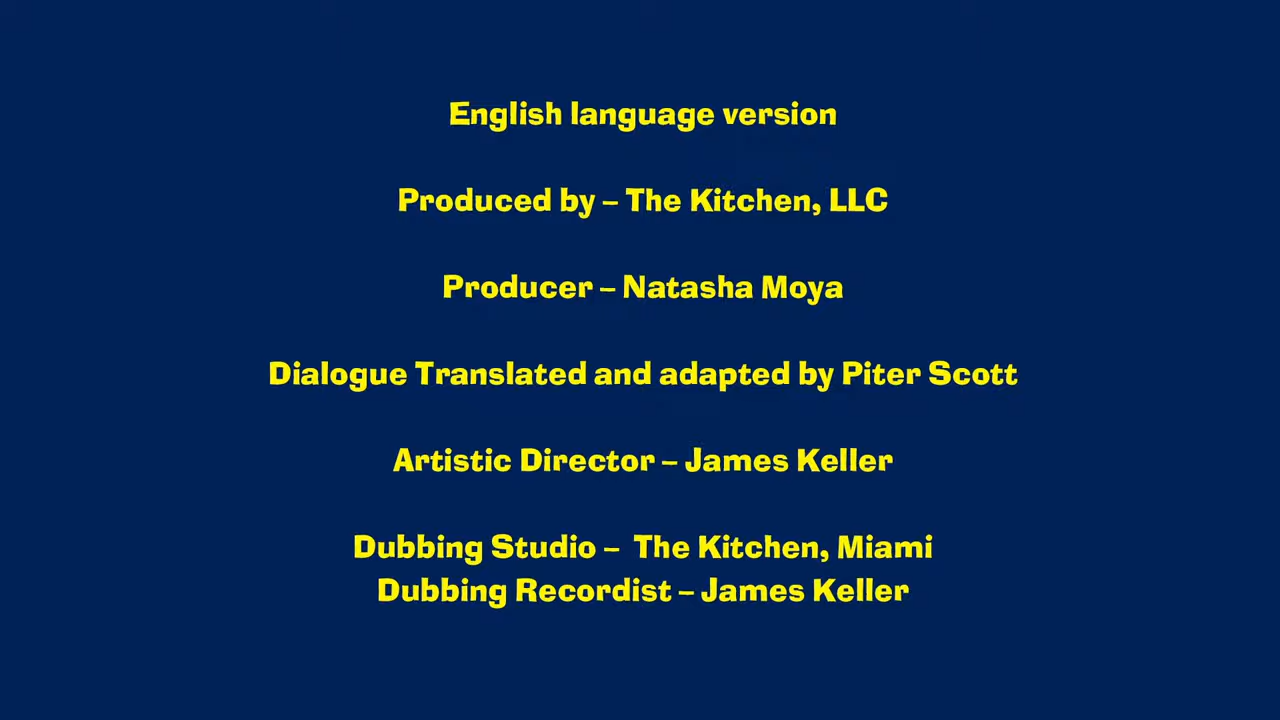 English language version
Produced by – The Kitchen, LLC
Producer – Natasha Moya
Dialogue Translated and adapted by Piter Scott
Artistic Director – James Keller
Dubbing Studio –  The Kitchen, Miami
Dubbing Recordist – James Keller